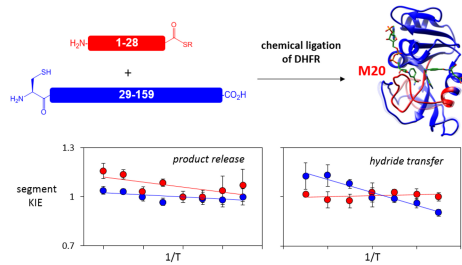 H₂N 1-28 O SR
chemical ligation
of DHFR
M20
+
SH
H₂N O 29-159 CO₂H
product release
hydride transfer
1.3
segment
KIE
1
0.7
1/T
1/T